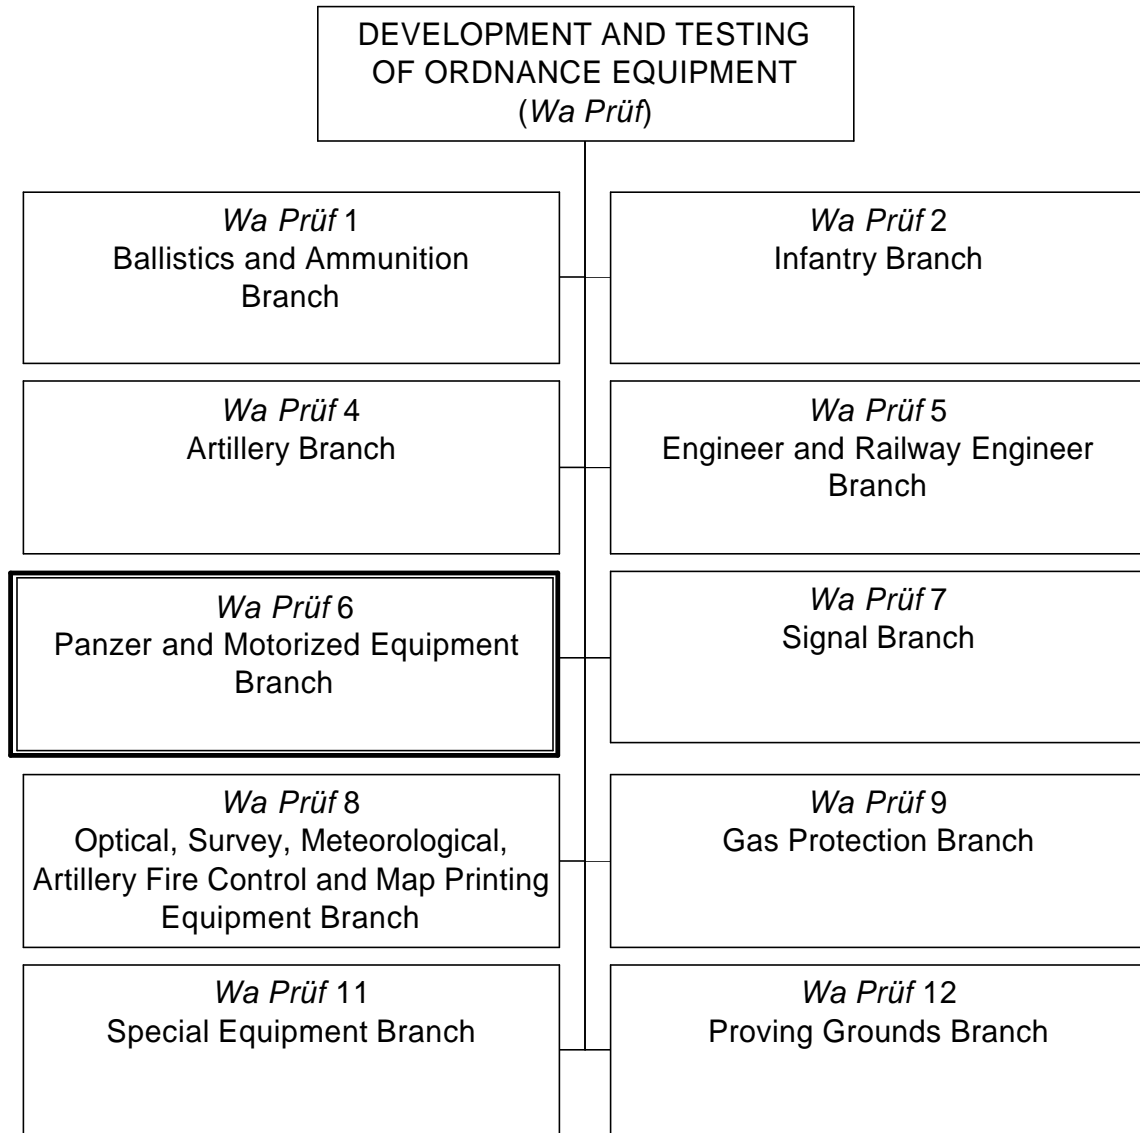 DEVELOPMENT AND TESTING
OF ORDNANCE EQUIPMENT
(Wa Prüf)
Wa Prüf 1
Ballistics and Ammunition
Branch
Wa Prüf 2
Infantry Branch
Wa Prüf 4
Artillery Branch
Wa Prüf 5
Engineer and Railway Engineer
Branch
Wa Prüf 6
Panzer and Motorized Equipment
Branch
Wa Prüf 7
Signal Branch
Wa Prüf 8
Optical, Survey, Meteorological,
Artillery Fire Control and Map Printing
Equipment Branch
Wa Prüf 9
Gas Protection Branch
Wa Prüf 11
Special Equipment Branch
Wa Prüf 12
Proving Grounds Branch